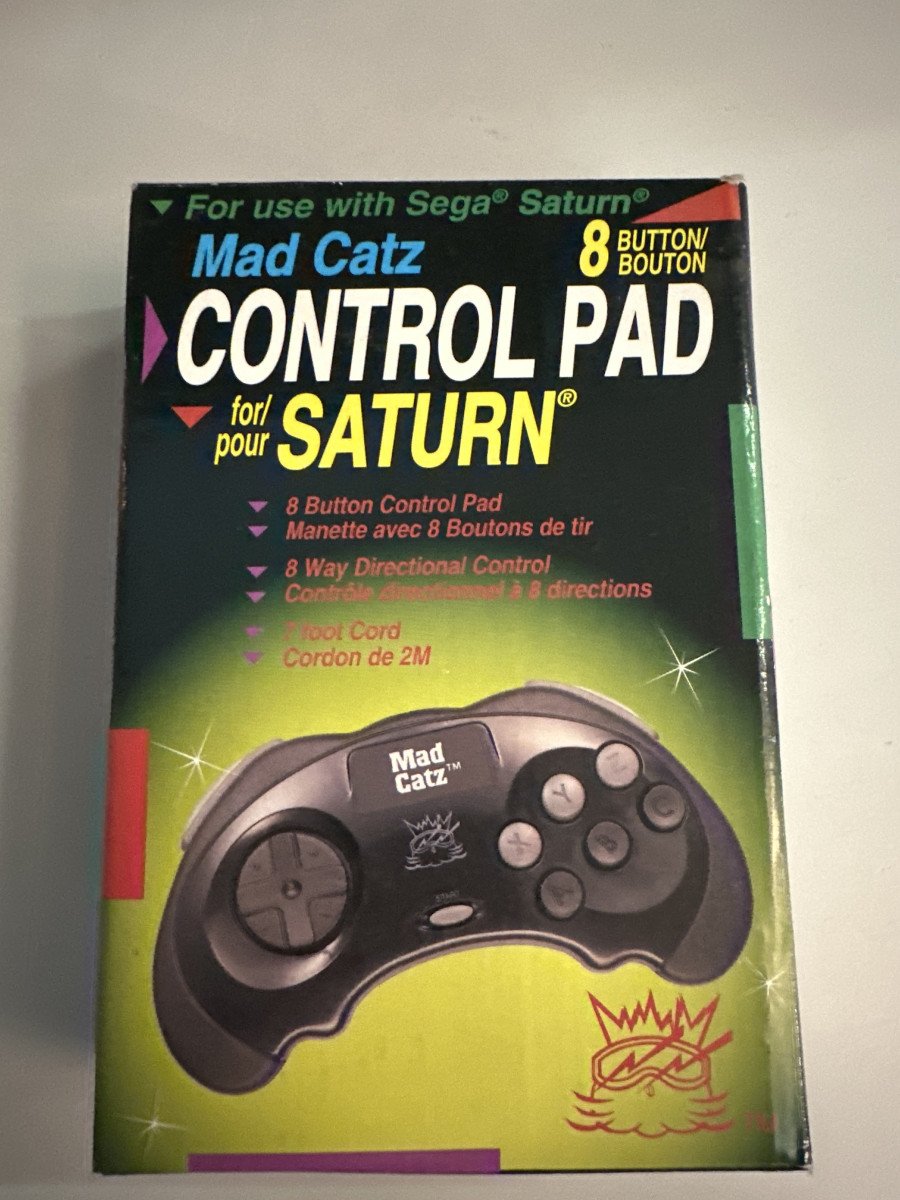 For use with Sega® Saturn®
Mad Catz
8 BUTTON/
BOUTON
CONTROL PAD
for/
pour
SATURN®
8 Button Control Pad
Manette avec 8 Boutons de tir
8 Way Directional Control
Contrôle directionnel à 8 directions
7 foot Cord
Cordon de 2M
Mad
Catz™
X
Y
Z
A
B
C
START
TM